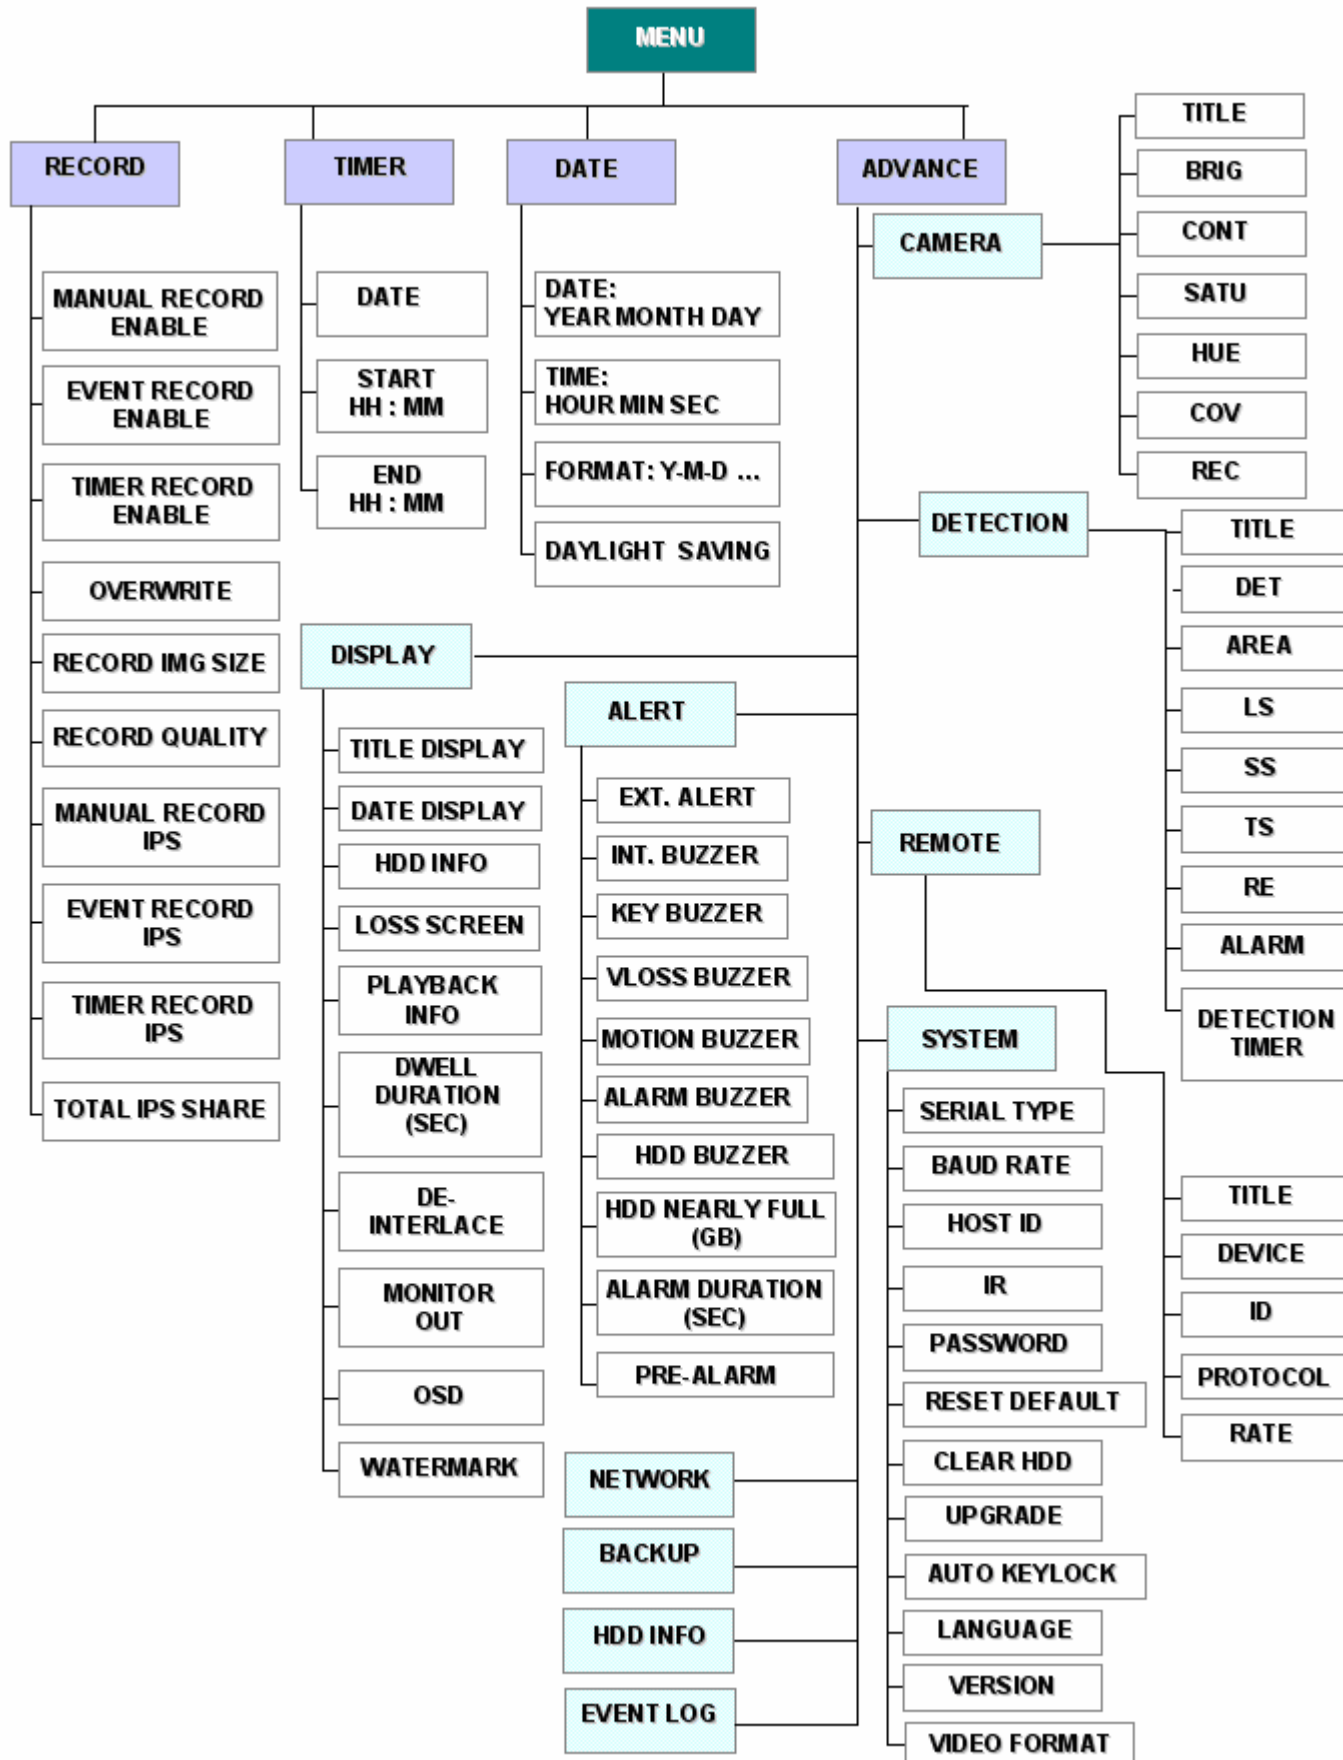 MENU
RECORD
MANUAL RECORD
ENABLE
EVENT RECORD
ENABLE
TIMER RECORD
ENABLE
OVERWRITE
RECORD IMG SIZE
RECORD QUALITY
MANUAL RECORD
IPS
EVENT RECORD
IPS
TIMER RECORD
IPS
TOTAL IPS SHARE
TIMER
DATE
START
HH : MM
END
HH : MM
DATE
DATE:
YEAR MONTH DAY
TIME:
HOUR MIN SEC
FORMAT: Y-M-D ...
DAYLIGHT SAVING
ADVANCE
CAMERA
TITLE
BRIG
CONT
SATU
HUE
COV
REC
DETECTION
TITLE
DET
AREA
LS
SS
TS
RE
ALARM
DETECTION
TIMER
DISPLAY
TITLE DISPLAY
DATE DISPLAY
HDD INFO
LOSS SCREEN
PLAYBACK
INFO
DWELL
DURATION
(SEC)
DE-
INTERLACE
MONITOR
OUT
OSD
WATERMARK
ALERT
EXT. ALERT
INT. BUZZER
KEY BUZZER
VLOSS BUZZER
MOTION BUZZER
ALARM BUZZER
HDD BUZZER
HDD NEARLY FULL
(GB)
ALARM DURATION
(SEC)
PRE-ALARM
REMOTE
TITLE
DEVICE
ID
PROTOCOL
RATE
SYSTEM
SERIAL TYPE
BAUD RATE
HOST ID
IR
PASSWORD
RESET DEFAULT
CLEAR HDD
UPGRADE
AUTO KEYLOCK
LANGUAGE
VERSION
VIDEO FORMAT
NETWORK
BACKUP
HDD INFO
EVENT LOG